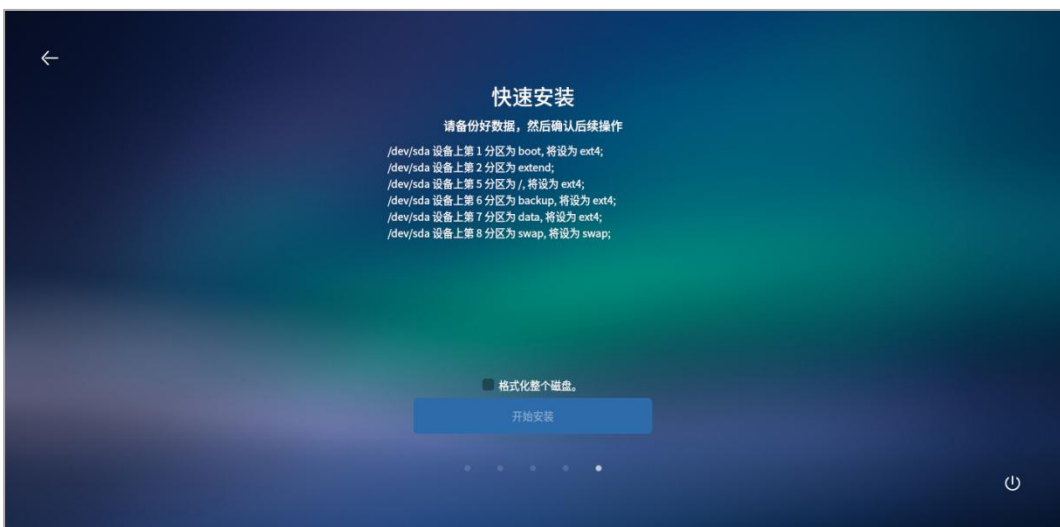 快速安装
请备份好数据，然后确认后续操作
/dev/sda 设备上第 1 分区为 boot, 将设为 ext4;
/dev/sda 设备上第 2 分区为 extend;
/dev/sda 设备上第 5 分区为 /, 将设为 ext4;
/dev/sda 设备上第 6 分区为 backup, 将设为 ext4;
/dev/sda 设备上第 7 分区为 data, 将设为 ext4;
/dev/sda 设备上第 8 分区为 swap, 将设为 swap;
格式化整个磁盘。
开始安装